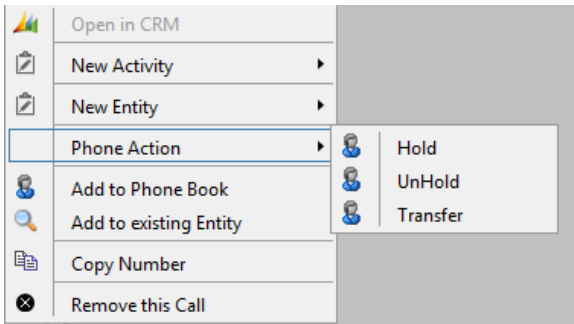 Open in CRM
New Activity
New Entity
Phone Action
Hold
UnHold
Transfer
Add to Phone Book
Add to existing Entity
Copy Number
Remove this Call